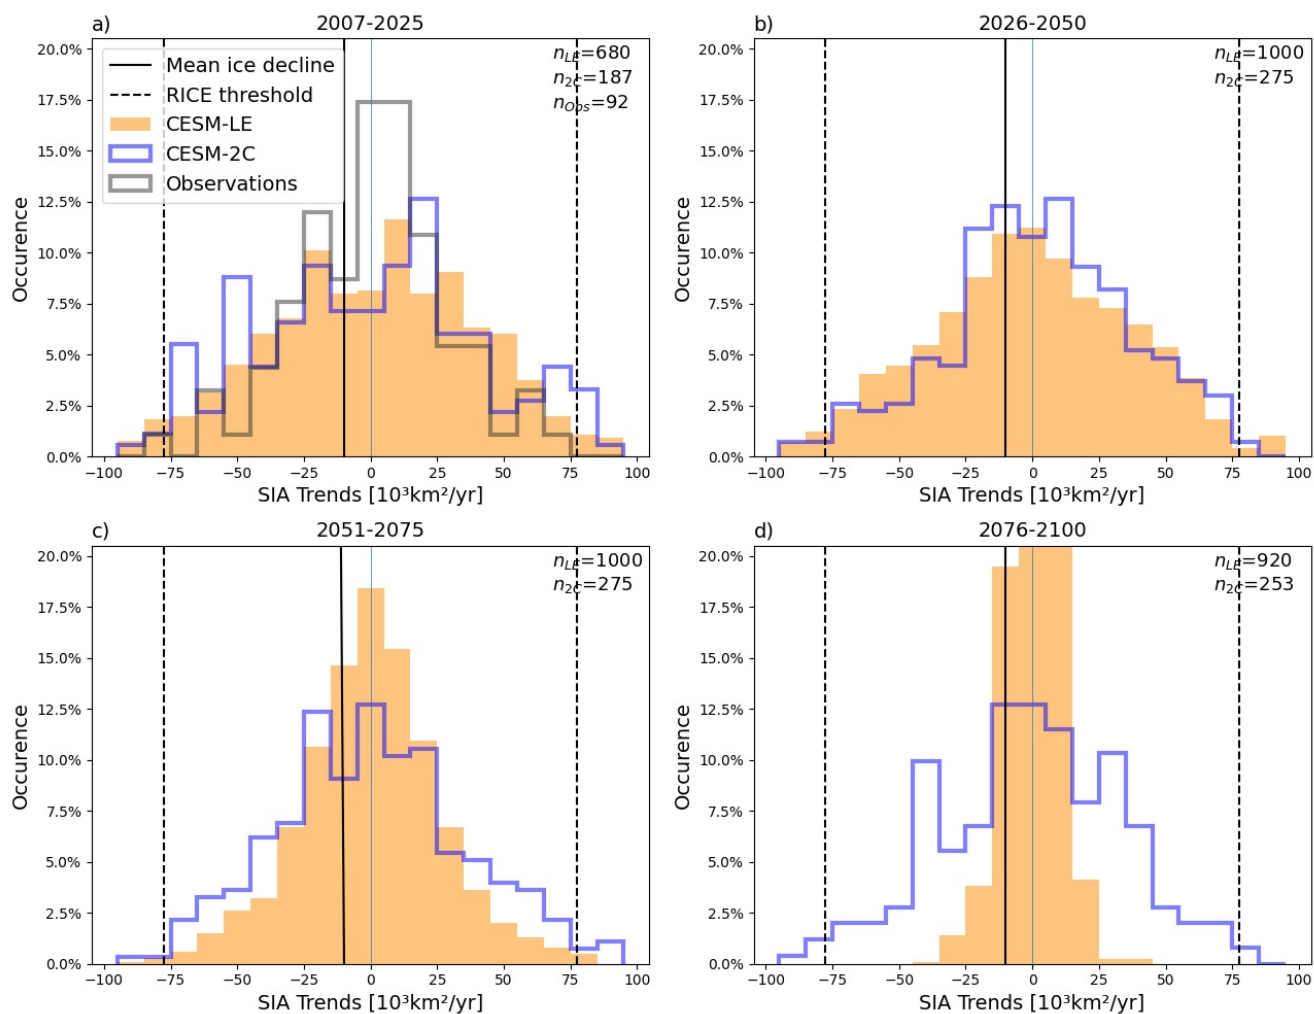 a)
2007-2025
20.0%
17.5%
15.0%
12.5%
10.0%
7.5%
5.0%
2.5%
0.0%
Occurence
Mean ice decline
RICE threshold
CESM-LE
CESM-2C
Observations
n_LE=680
n_2C=187
n_Obs=92
−100 −75 −50 −25 0 25 50 75 100
SIA Trends [10³km²/yr]
b)
2026-2050
20.0%
17.5%
15.0%
12.5%
10.0%
7.5%
5.0%
2.5%
0.0%
Occurence
n_LE=1000
n_2C=275
−100 −75 −50 −25 0 25 50 75 100
SIA Trends [10³km²/yr]
c)
2051-2075
20.0%
17.5%
15.0%
12.5%
10.0%
7.5%
5.0%
2.5%
0.0%
Occurence
n_LE=1000
n_2C=275
−100 −75 −50 −25 0 25 50 75 100
SIA Trends [10³km²/yr]
d)
2076-2100
20.0%
17.5%
15.0%
12.5%
10.0%
7.5%
5.0%
2.5%
0.0%
Occurence
n_LE=920
n_2C=253
−100 −75 −50 −25 0 25 50 75 100
SIA Trends [10³km²/yr]